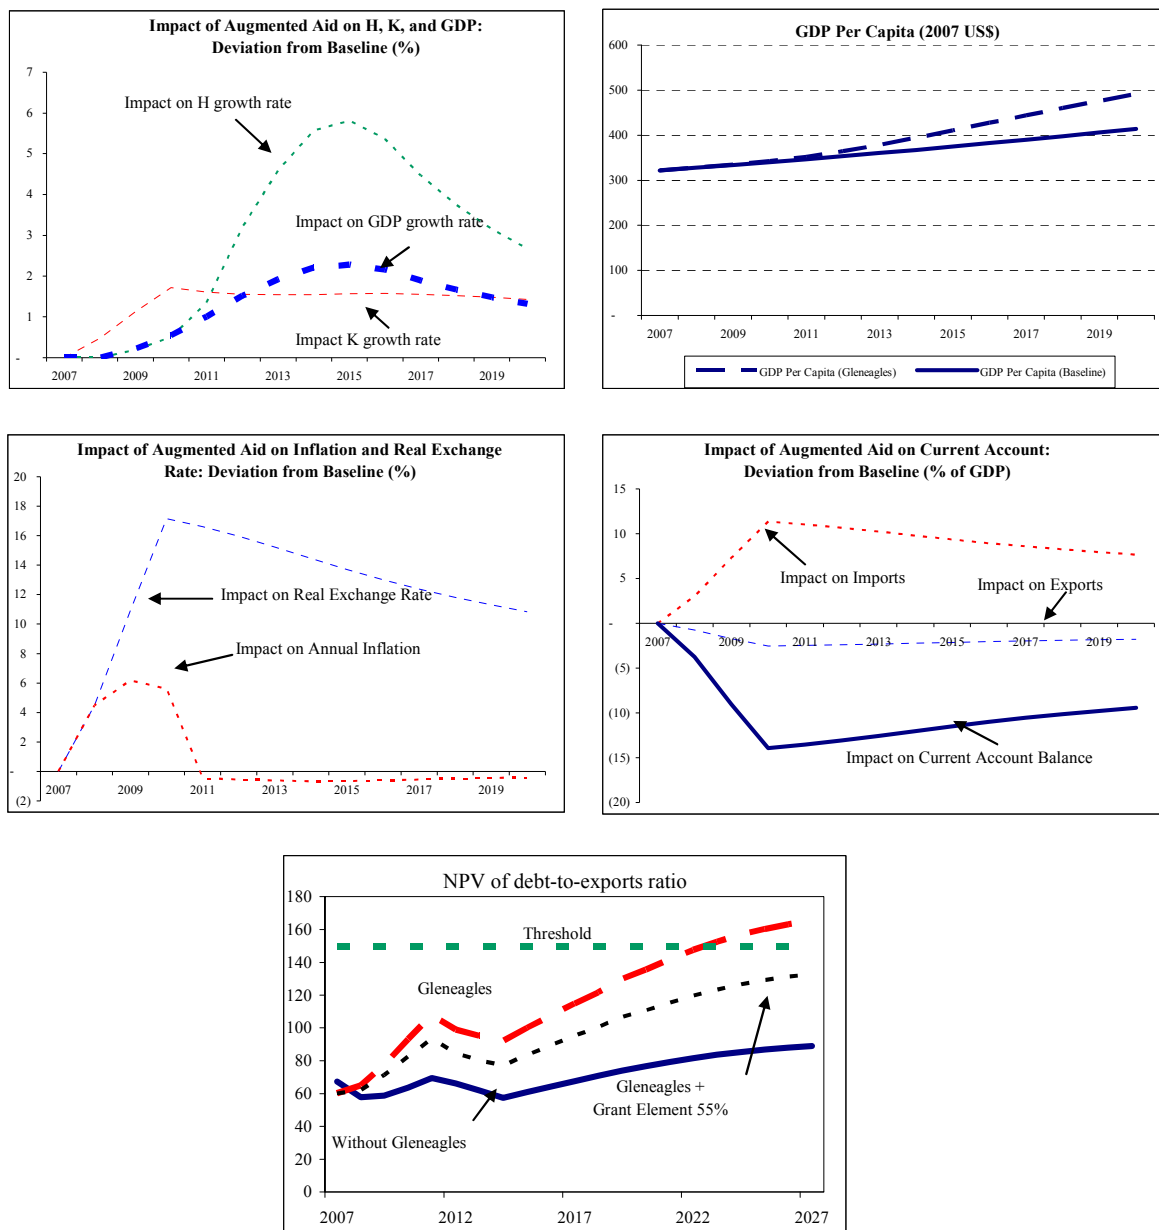 Impact of Augmented Aid on H, K, and GDP:
Deviation from Baseline (%)
7
6
5
4
3
2
1
-
Impact on H growth rate
Impact on GDP growth rate
Impact K growth rate
2007 2009 2011 2013 2015 2017 2019
GDP Per Capita (2007 US$)
600
500
400
300
200
100
-
2007 2009 2011 2013 2015 2017 2019
GDP Per Capita (Gleneagles) GDP Per Capita (Baseline)
Impact of Augmented Aid on Inflation and Real Exchange
Rate: Deviation from Baseline (%)
20
18
16
14
12
10
8
6
4
2
-
(2)
Impact on Real Exchange Rate
Impact on Annual Inflation
2007 2009 2011 2013 2015 2017 2019
Impact of Augmented Aid on Current Account:
Deviation from Baseline (% of GDP)
15
10
5
-
(5)
(10)
(15)
(20)
Impact on Imports
Impact on Exports
2007 2009 2011 2013 2015 2017 2019
Impact on Current Account Balance
NPV of debt-to-exports ratio
180
160
140
120
100
80
60
40
20
0
Threshold
Gleneagles
Gleneagles +
Grant Element 55%
Without Gleneagles
2007 2012 2017 2022 2027